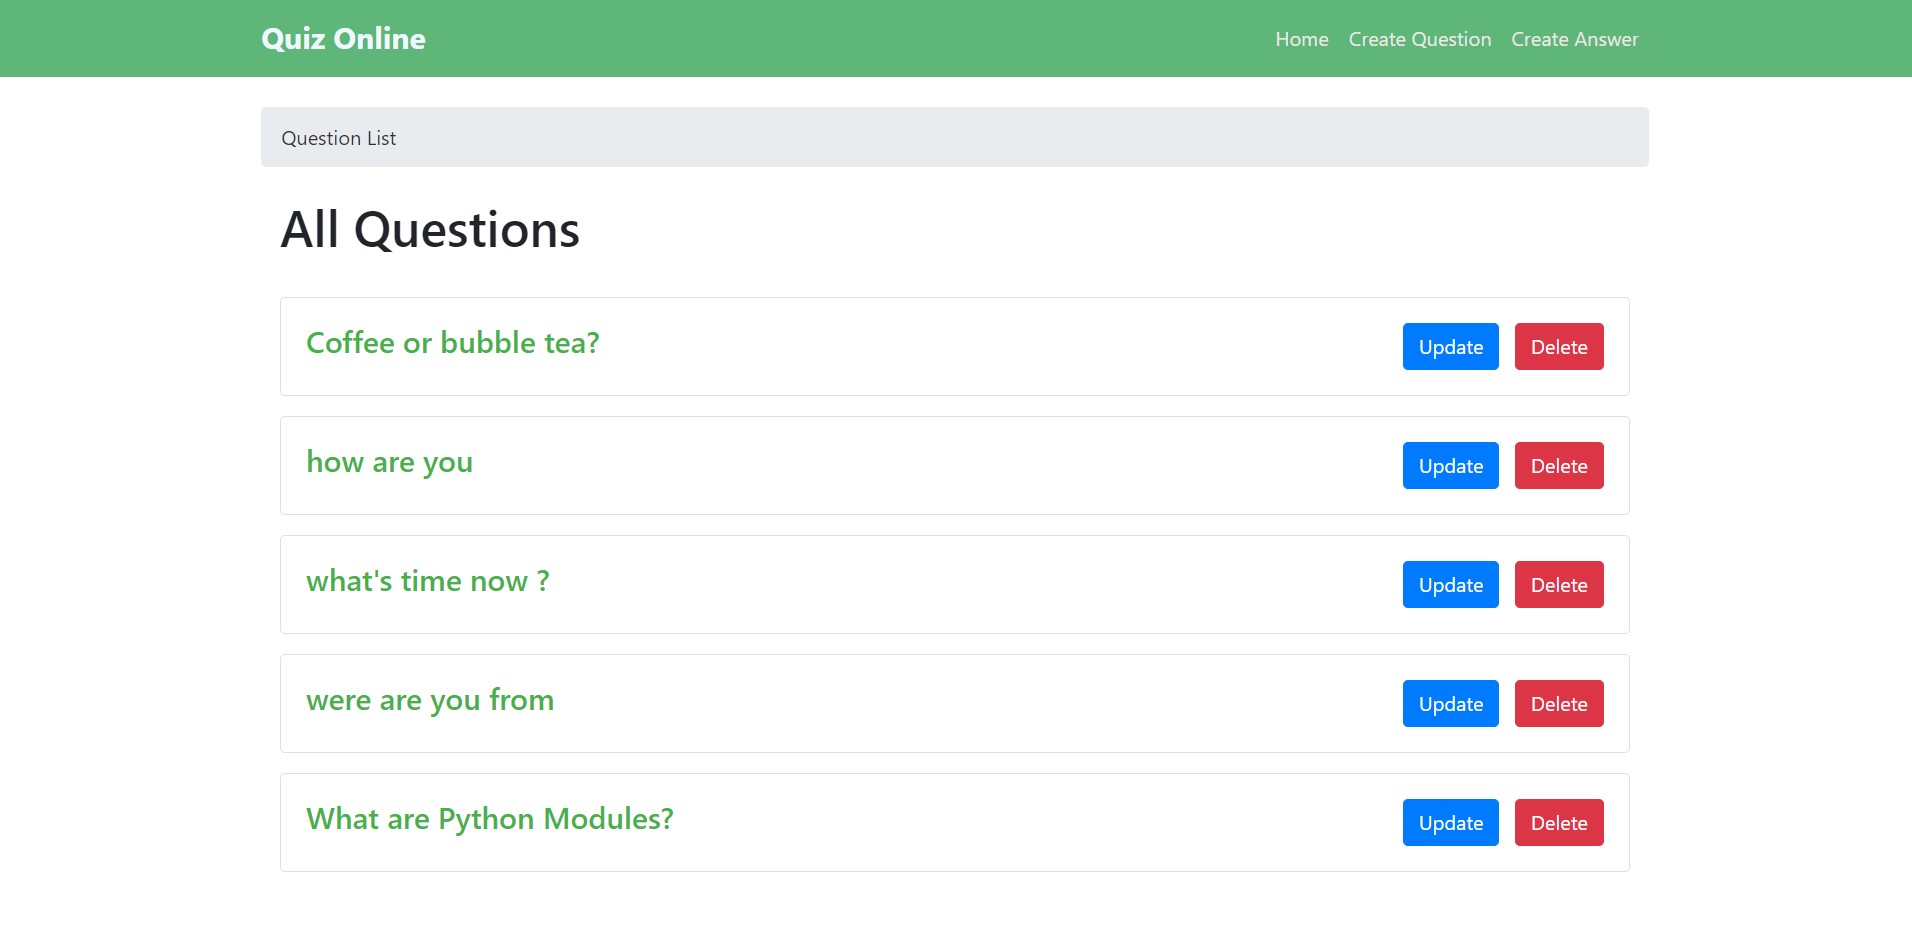 Quiz Online
Home Create Question Create Answer
Question List
All Questions
Coffee or bubble tea?
Update Delete
how are you
Update Delete
what's time now ?
Update Delete
were are you from
Update Delete
What are Python Modules?
Update Delete